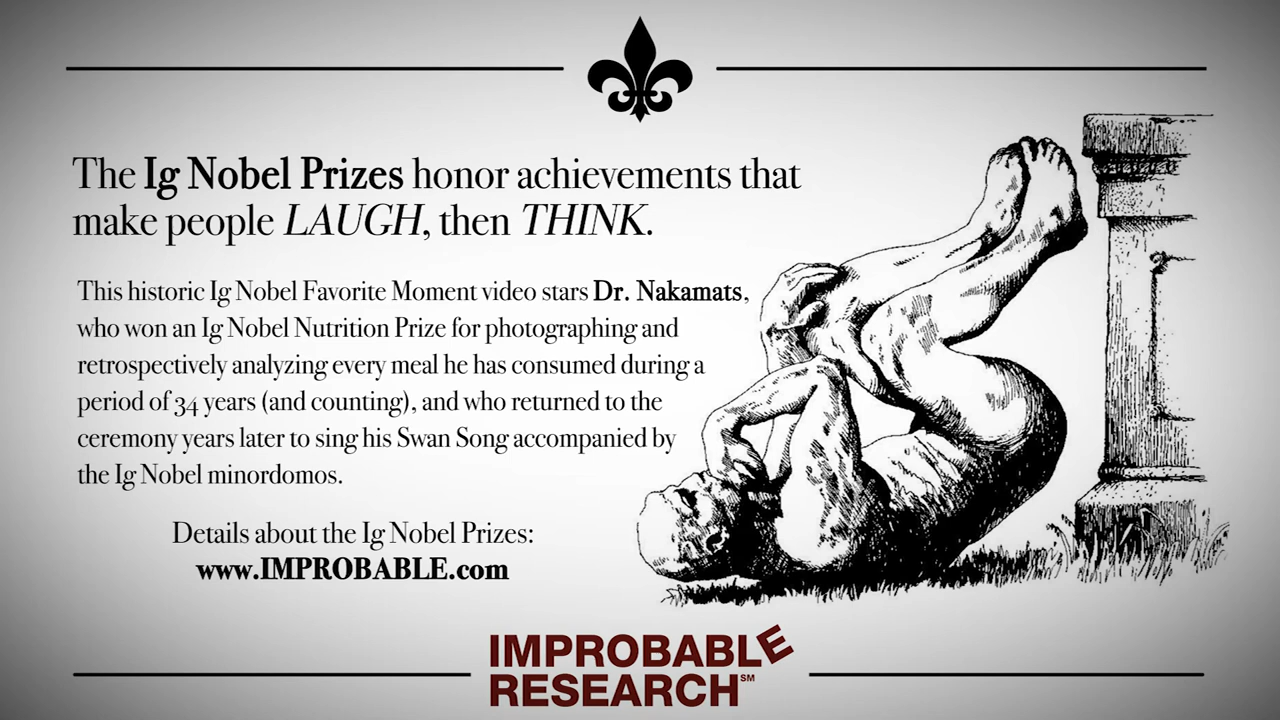 The Ig Nobel Prizes honor achievements that
make people LAUGH, then THINK.
This historic Ig Nobel Favorite Moment video stars Dr. Nakamats,
who won an Ig Nobel Nutrition Prize for photographing and
retrospectively analyzing every meal he has consumed during a
period of 34 years (and counting), and who returned to the
ceremony years later to sing his Swan Song accompanied by
the Ig Nobel minordomos.
Details about the Ig Nobel Prizes:
www.IMPROBABLE.com
IMPROBABLE
RESEARCH℠